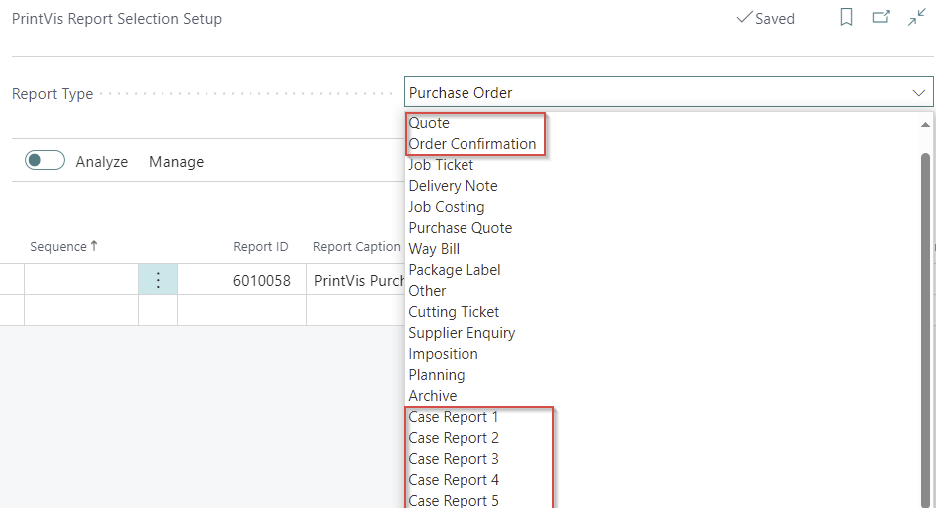 PrintVis Report Selection Setup
Saved
Report Type
Purchase Order
Quote
Order Confirmation
Analyze Manage
Job Ticket
Delivery Note
Job Costing
Purchase Quote
Way Bill
Package Label
Other
Cutting Ticket
Supplier Enquiry
Imposition
Planning
Archive
Case Report 1
Case Report 2
Case Report 3
Case Report 4
Case Report 5
Sequence Report ID Report Caption
6010058 PrintVis Purch